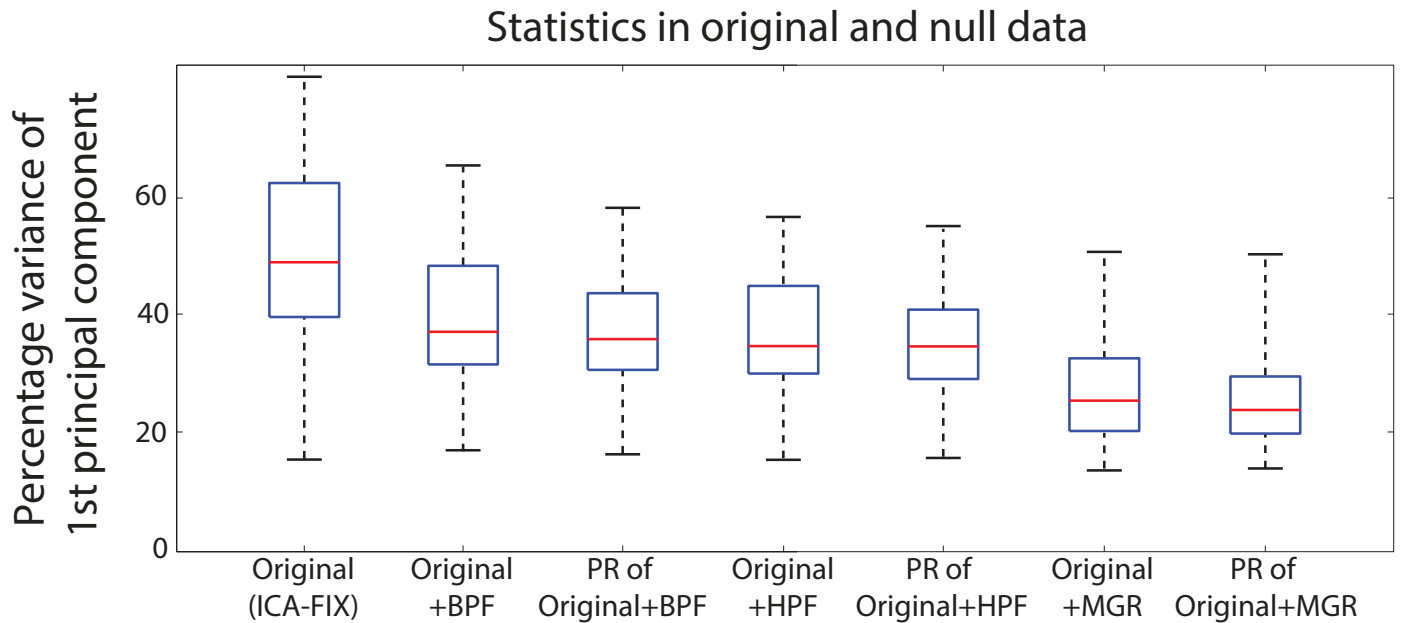 Statistics in original and null data
Percentage variance of
1st principal component
60
40
20
0
Original
(ICA-FIX)
Original
+BPF
PR of
Original+BPF
Original
+HPF
PR of
Original+HPF
Original
+MGR
PR of
Original+MGR